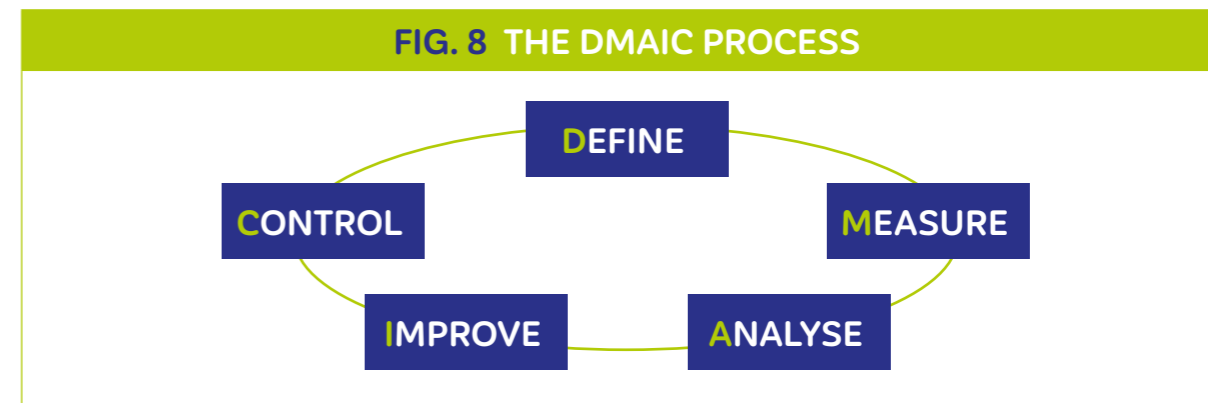 FIG. 8 THE DMAIC PROCESS
DEFINE
CONTROL
MEASURE
IMPROVE
ANALYSE